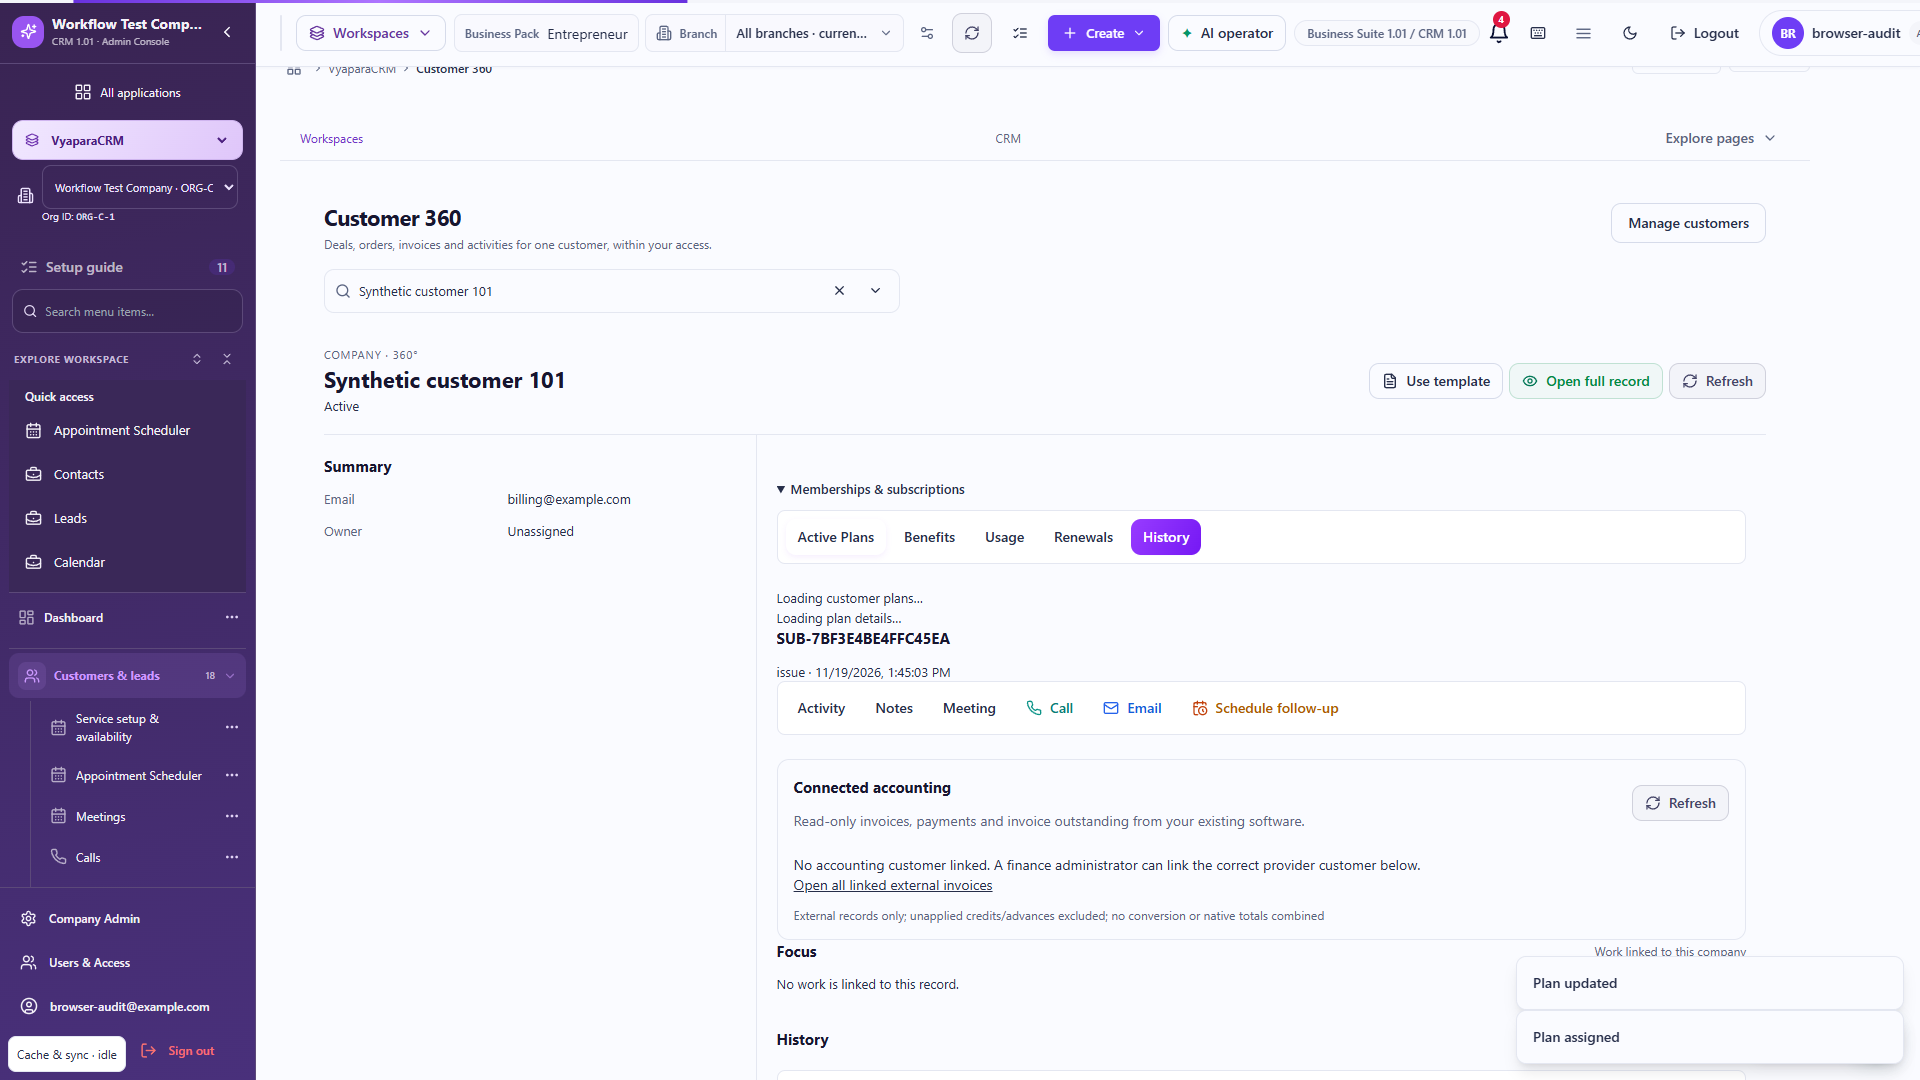 Workflow Test Comp...
CRM 1.01 · Admin Console
All applications
VyaparaCRM
Workflow Test Company · ORG-C
Org ID: ORG-C-1
Setup guide
11
Search menu items...
EXPLORE WORKSPACE
Quick access
Appointment Scheduler
Contacts
Leads
Calendar
Dashboard
Customers & leads
18
Service setup &
availability
Appointment Scheduler
Meetings
Calls
Company Admin
Users & Access
browser-audit@example.com
Cache & sync · idle
Sign out
Workspaces
Business Pack Entrepreneur
Branch
All branches · curren...
Create
AI operator
Business Suite 1.01 / CRM 1.01
4
Logout
BR
browser-audit
VyaparaCRM
Customer 360
Workspaces
CRM
Explore pages
Customer 360
Deals, orders, invoices and activities for one customer, within your access.
Manage customers
Synthetic customer 101
COMPANY · 360°
Synthetic customer 101
Active
Use template
Open full record
Refresh
Summary
Email
billing@example.com
Owner
Unassigned
Memberships & subscriptions
Active Plans
Benefits
Usage
Renewals
History
Loading customer plans...
Loading plan details...
SUB-7BF3E4BE4FFC45EA
issue · 11/19/2026, 1:45:03 PM
Activity
Notes
Meeting
Call
Email
Schedule follow-up
Connected accounting
Refresh
Read-only invoices, payments and invoice outstanding from your existing software.
No accounting customer linked. A finance administrator can link the correct provider customer below.
Open all linked external invoices
External records only; unapplied credits/advances excluded; no conversion or native totals combined
Focus
Work linked to this company
No work is linked to this record.
History
Plan updated
Plan assigned